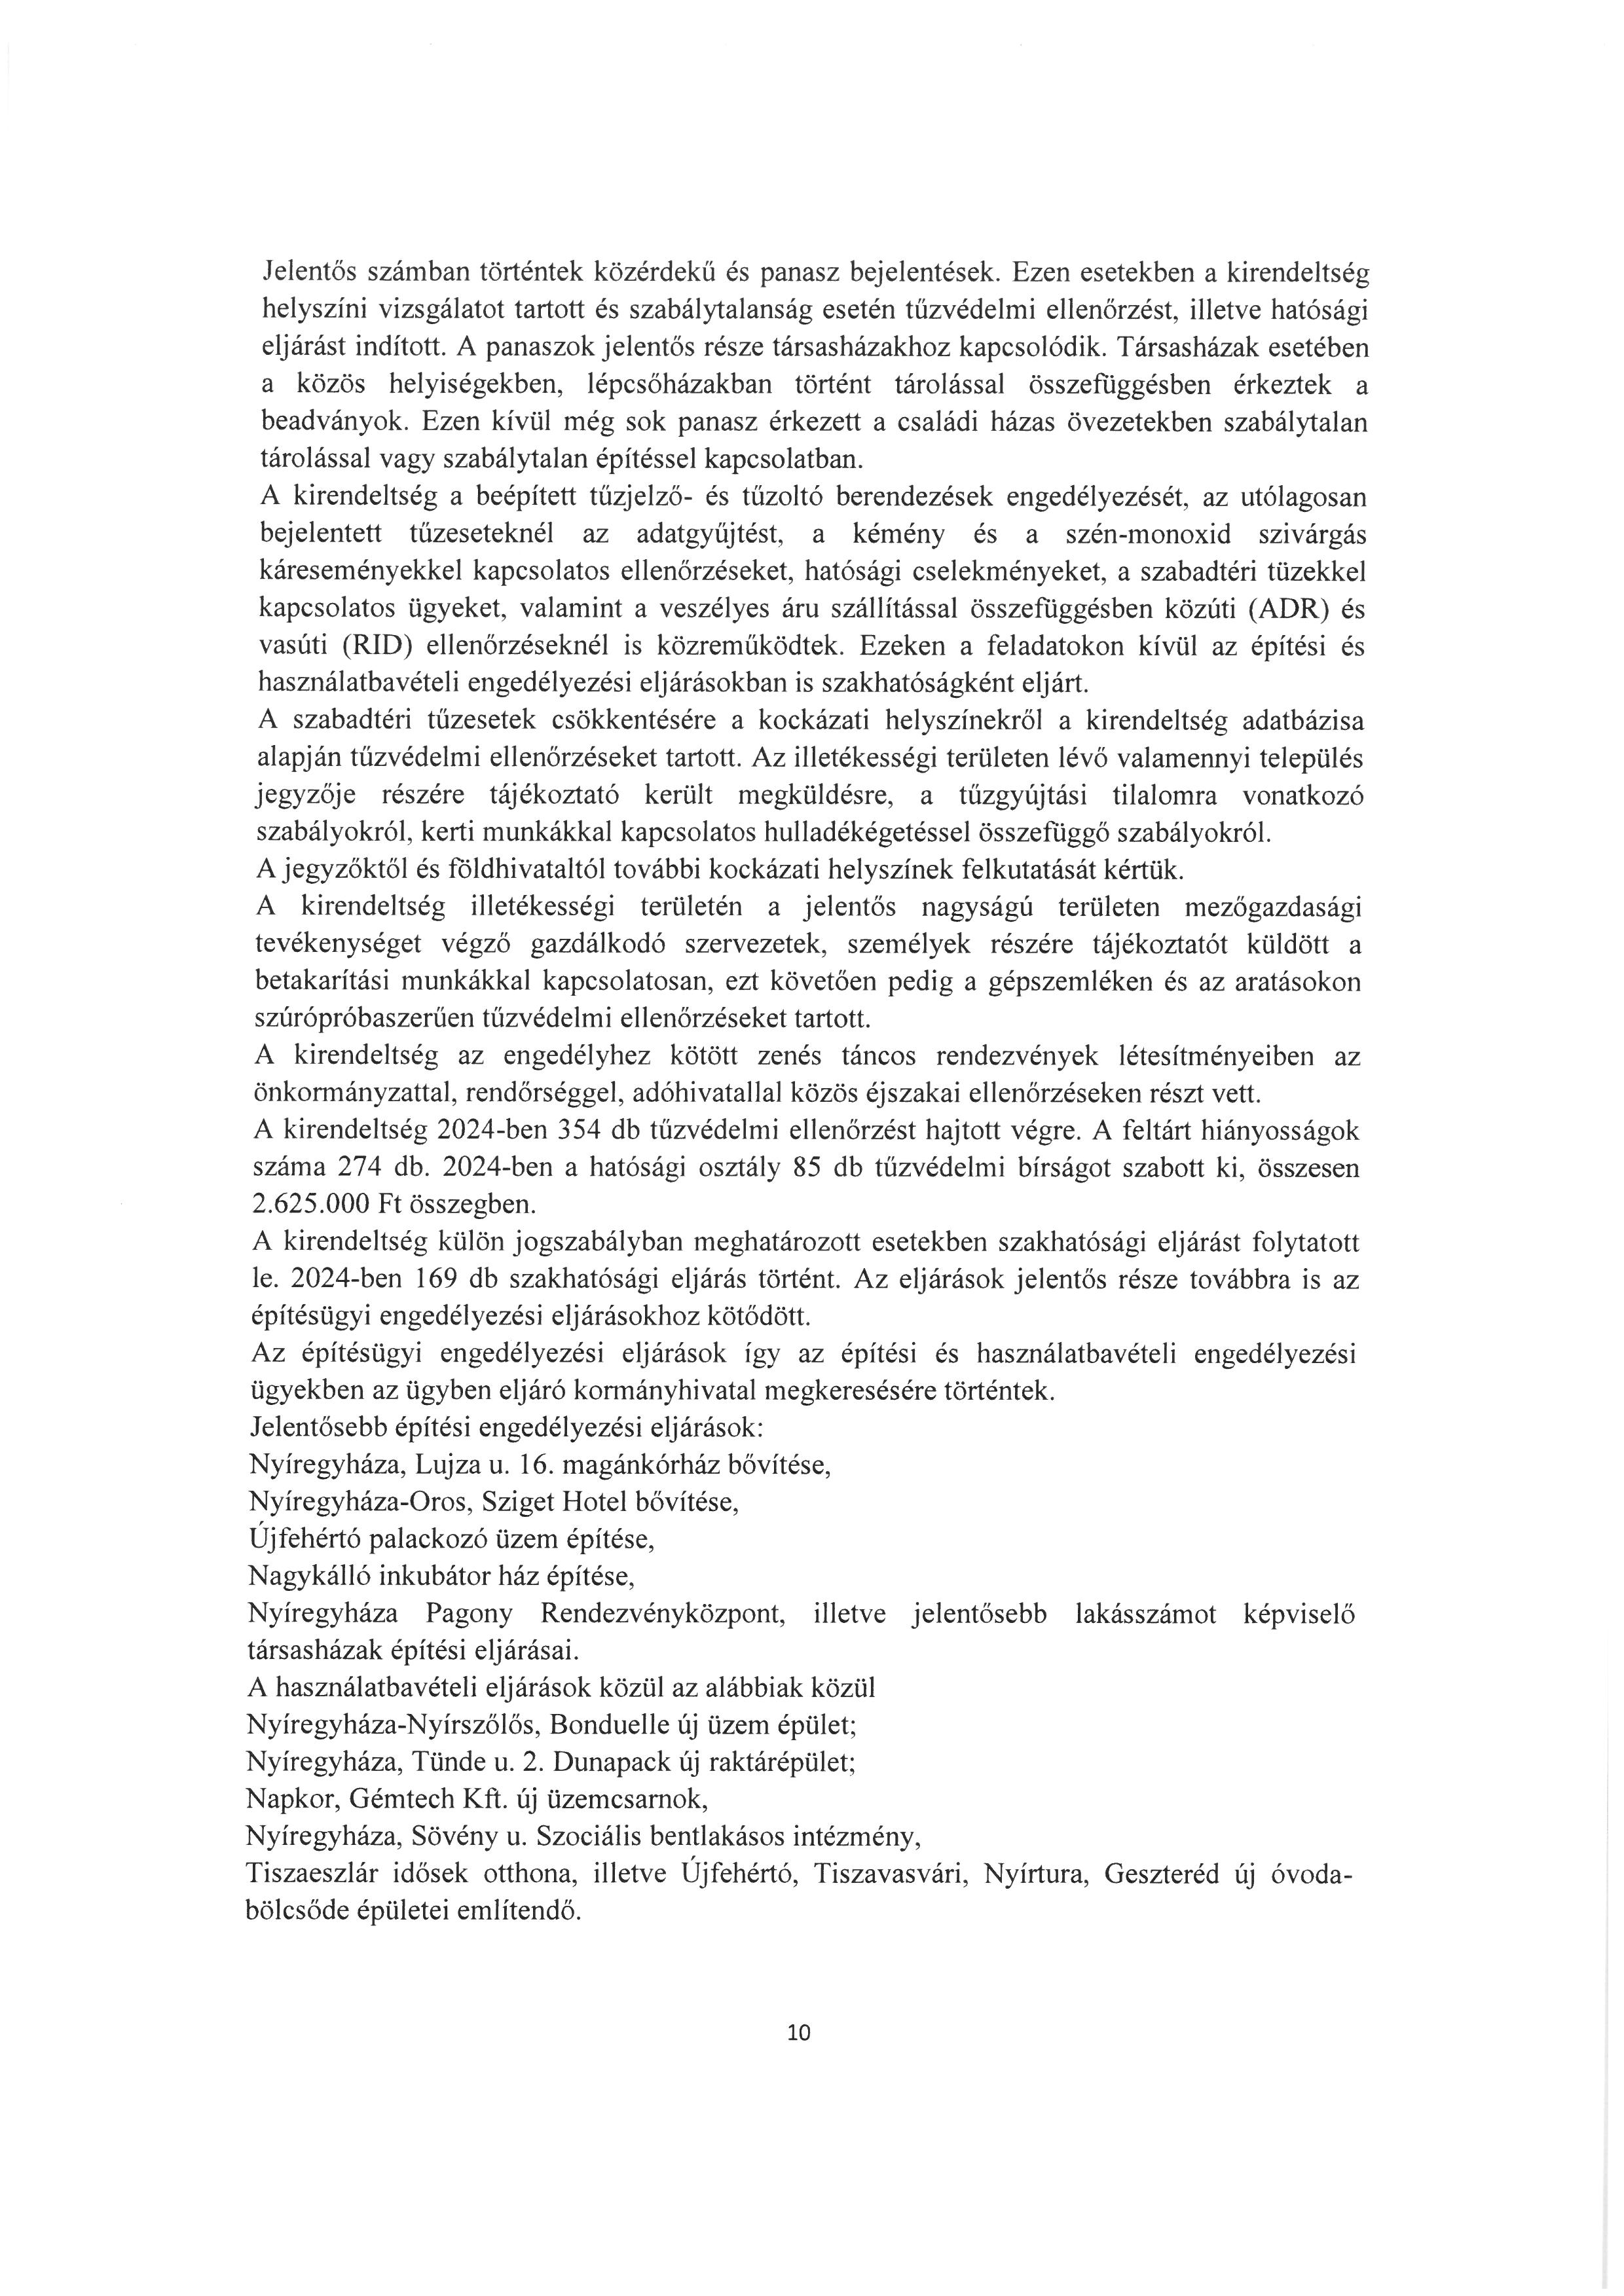 Jelentős számban történtek közérdekű és panasz bejelentések. Ezen esetekben a kirendeltség
helyszíni vizsgálatot tartott és szabálytalanság esetén tűzvédelmi ellenőrzést, illetve hatósági
eljárást indított. A panaszok jelentős része társasházakhoz kapcsolódik. Társasházak esetében
a közös helyiségekben, lépcsőházakban történt tárolással összefüggésben érkeztek a
beadványok. Ezen kívül még sok panasz érkezett a családi házas övezetekben szabálytalan
tárolással vagy szabálytalan építéssel kapcsolatban.
A kirendeltség a beépített tűzjelző- és tűzoltó berendezések engedélyezését, az utólagosan
bejelentett tűzeseteknél az adatgyűjtést, a kémény és a szén-monoxid szivárgás
káreseményekkel kapcsolatos ellenőrzéseket, hatósági cselekményeket, a szabadtéri tüzekkel
kapcsolatos ügyeket, valamint a veszélyes áru szállítással összefüggésben közúti (ADR) és
vasúti (RID) ellenőrzéseknél is közreműködtek. Ezeken a feladatokon kívül az építési és
használatbavételi engedélyezési eljárásokban is szakhatóságként eljárt.
A szabadtéri tűzesetek csökkentésére a kockázati helyszínekről a kirendeltség adatbázisa
alapján tűzvédelmi ellenőrzéseket tartott. Az illetékességi területen lévő valamennyi település
jegyzője részére tájékoztató került megküldésre, a tűzgyújtási tilalomra vonatkozó
szabályokról, kerti munkákkal kapcsolatos hulladékégetéssel összefüggő szabályokról.
A jegyzőktől és földhivataltól további kockázati helyszínek felkutatását kértük.
A kirendeltség illetékességi területén a jelentős nagyságú területen mezőgazdasági
tevékenységet végző gazdálkodó szervezetek, személyek részére tájékoztatót küldött a
betakarítási munkákkal kapcsolatosan, ezt követően pedig a gépszemléken és az aratásokon
szúrópróbaszerűen tűzvédelmi ellenőrzéseket tartott.
A kirendeltség az engedélyhez kötött zenés táncos rendezvények létesítményeiben az
önkormányzattal, rendőrséggel, adóhivatallal közös éjszakai ellenőrzéseken részt vett.
A kirendeltség 2024-ben 354 db tűzvédelmi ellenőrzést hajtott végre. A feltárt hiányosságok
száma 274 db. 2024-ben a hatósági osztály 85 db tűzvédelmi bírságot szabott ki, összesen
2.625.000 Ft összegben.
A kirendeltség külön jogszabályban meghatározott esetekben szakhatósági eljárást folytatott
le. 2024-ben 169 db szakhatósági eljárás történt. Az eljárások jelentős része továbbra is az
építésügyi engedélyezési eljárásokhoz kötődött.
Az építésügyi engedélyezési eljárások így az építési és használatbavételi engedélyezési
ügyekben az ügyben eljáró kormányhivatal megkeresésére történtek.
Jelentősebb építési engedélyezési eljárások:
Nyíregyháza, Lujza u. 16. magánkórház bővítése,
Nyíregyháza-Oros, Sziget Hotel bővítése,
Újfehértó palackozó üzem építése,
Nagykálló inkubátor ház építése,
Nyíregyháza Pagony Rendezvényközpont, illetve jelentősebb lakásszámot képviselő
társasházak építési eljárásai.
A használatbavételi eljárások közül az alábbiak közül
Nyíregyháza-Nyírszőlős, Bonduelle új üzem épület;
Nyíregyháza, Tünde u. 2. Dunapack új raktárépület;
Napkor, Gémtech Kft. új üzemcsarnok,
Nyíregyháza, Sövény u. Szociális bentlakásos intézmény,
Tiszaeszlár idősek otthona, illetve Újfehértó, Tiszavasvári, Nyírtura, Geszteréd új óvoda-
bölcsőde épületei említendő.
10